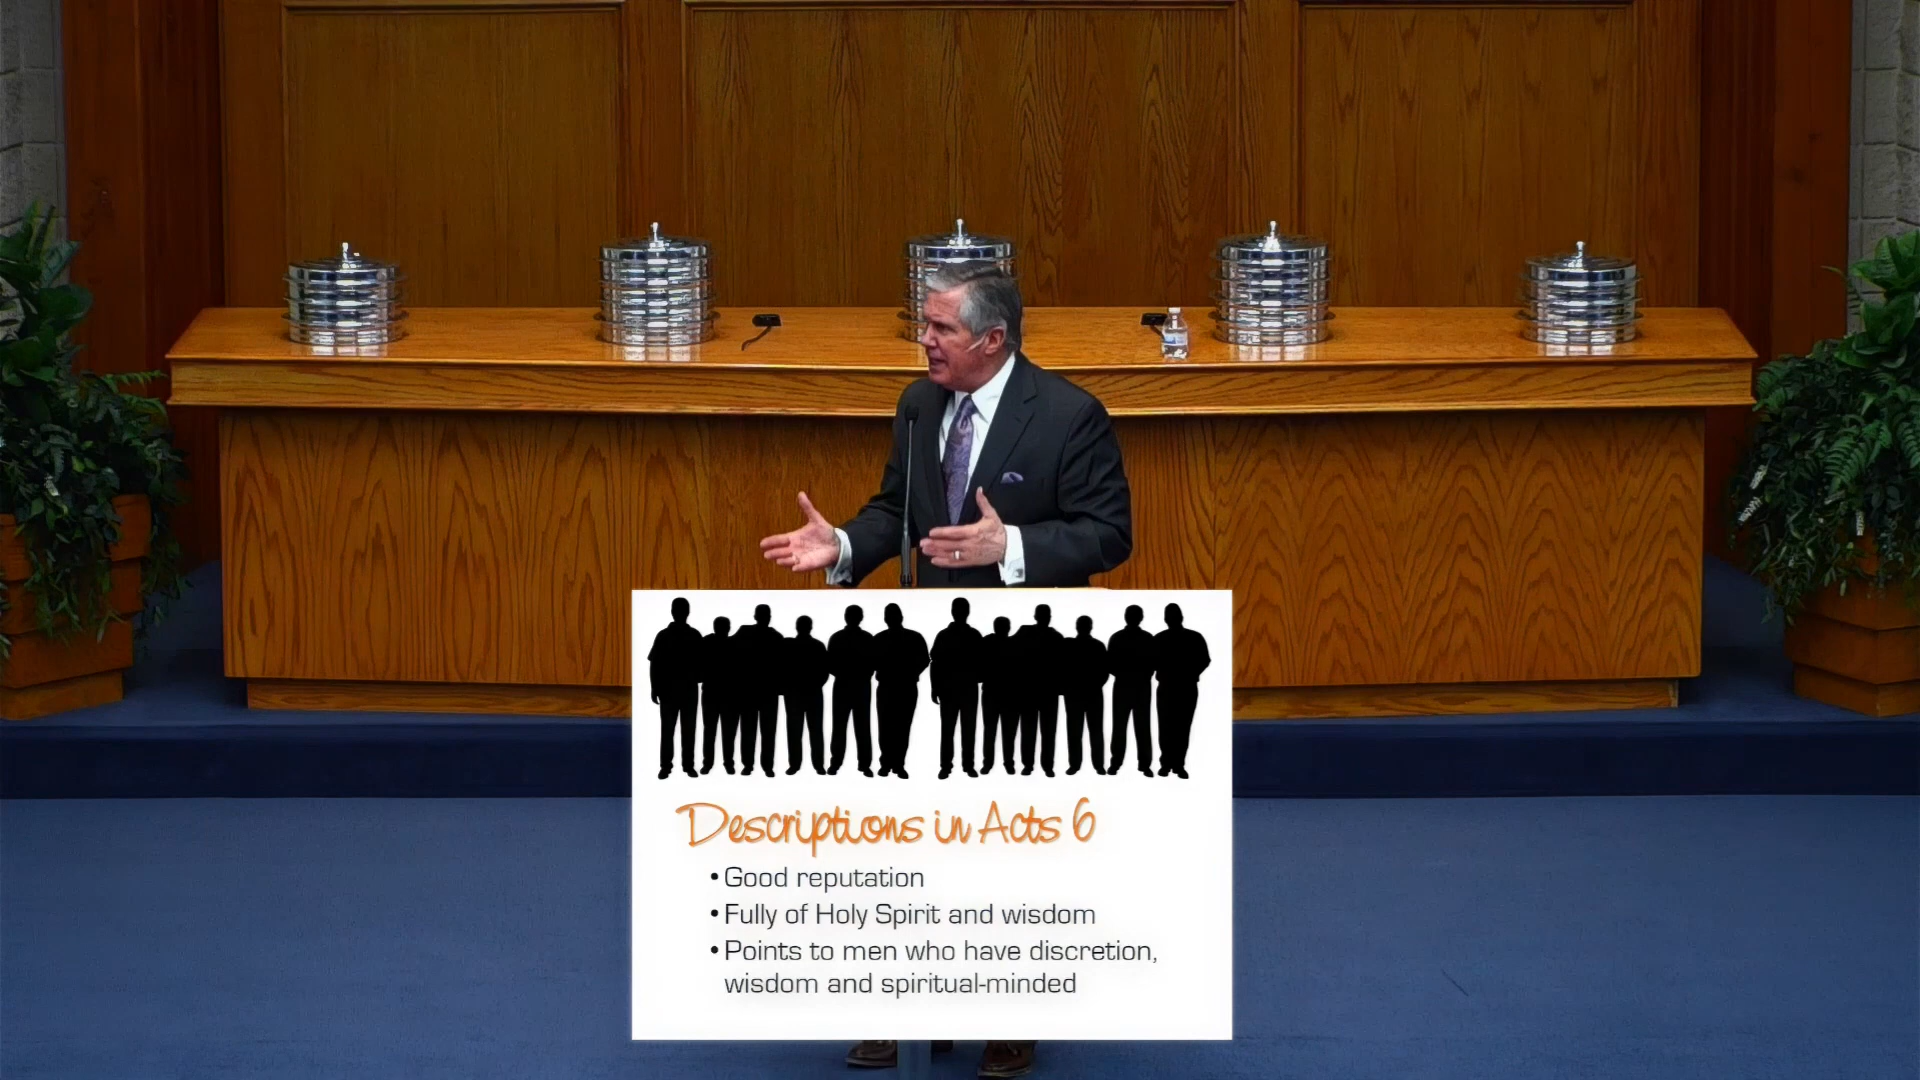 Descriptions in Acts 6
• Good reputation
• Fully of Holy Spirit and wisdom
• Points to men who have discretion,
wisdom and spiritual-minded